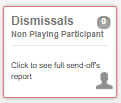 Dismissals 0
Non Playing Participant
Click to see full send-off's
report